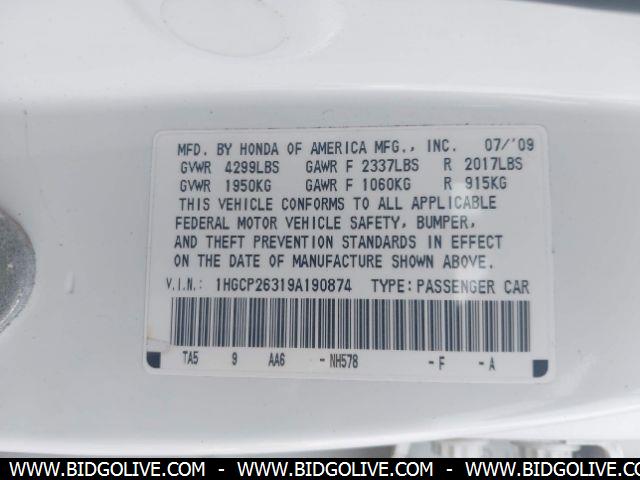 MFD. BY HONDA OF AMERICA MFG., INC. 07/'09
GVWR 4299LBS GAWR F 2337LBS R 2017LBS
GVWR 1950KG GAWR F 1060KG R 915KG
THIS VEHICLE CONFORMS TO ALL APPLICABLE
FEDERAL MOTOR VEHICLE SAFETY, BUMPER,
AND THEFT PREVENTION STANDARDS IN EFFECT
ON THE DATE OF MANUFACTURE SHOWN ABOVE.
V.I.N.: 1HGCP26319A190874 TYPE: PASSENGER CAR
TA5 9 AA6 -NH578 -F -A
WWW.BIDGOLIVE.COM - WWW.BIDGOLIVE.COM - WWW.BIDGOLIVE.COM